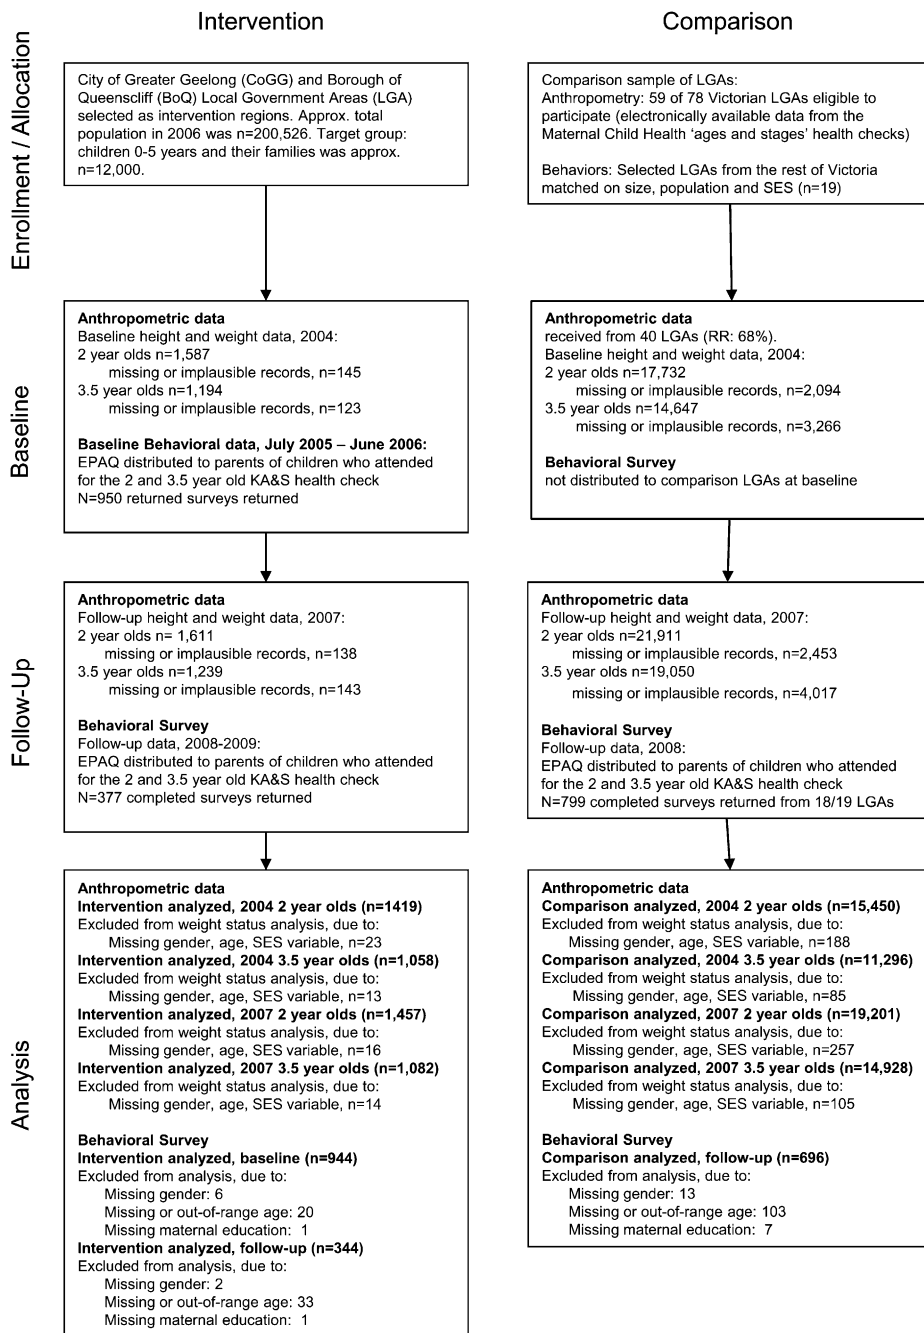 Intervention
Comparison
Enrollment / Allocation
City of Greater Geelong (CoGG) and Borough of
Queenscliff (BoQ) Local Government Areas (LGA)
selected as intervention regions. Approx. total
population in 2006 was n=200,526. Target group:
children 0-5 years and their families was approx.
n=12,000.
Comparison sample of LGAs:
Anthropometry: 59 of 78 Victorian LGAs eligible to
participate (electronically available data from the
Maternal Child Health ‘ages and stages’ health checks)
Behaviors: Selected LGAs from the rest of Victoria
matched on size, population and SES (n=19)
Baseline
Anthropometric data
Baseline height and weight data, 2004:
2 year olds n=1,587
missing or implausible records, n=145
3.5 year olds n=1,194
missing or implausible records, n=123
Baseline Behavioral data, July 2005 – June 2006:
EPAQ distributed to parents of children who attended
for the 2 and 3.5 year old KA&S health check
N=950 returned surveys returned
Anthropometric data
received from 40 LGAs (RR: 68%).
Baseline height and weight data, 2004:
2 year olds n=17,732
missing or implausible records, n=2,094
3.5 year olds n=14,647
missing or implausible records, n=3,266
Behavioral Survey
not distributed to comparison LGAs at baseline
Follow-Up
Anthropometric data
Follow-up height and weight data, 2007:
2 year olds n= 1,611
missing or implausible records, n=138
3.5 year olds n=1,239
missing or implausible records, n=143
Behavioral Survey
Follow-up data, 2008-2009:
EPAQ distributed to parents of children who attended
for the 2 and 3.5 year old KA&S health check
N=377 completed surveys returned
Anthropometric data
Follow-up height and weight data, 2007:
2 year olds n=21,911
missing or implausible records, n=2,453
3.5 year olds n=19,050
missing or implausible records, n=4,017
Behavioral Survey
Follow-up data, 2008:
EPAQ distributed to parents of children who attended
for the 2 and 3.5 year old KA&S health check
N=799 completed surveys returned from 18/19 LGAs
Analysis
Anthropometric data
Intervention analyzed, 2004 2 year olds (n=1419)
Excluded from weight status analysis, due to:
Missing gender, age, SES variable, n=23
Intervention analyzed, 2004 3.5 year olds (n=1,058)
Excluded from weight status analysis, due to:
Missing gender, age, SES variable, n=13
Intervention analyzed, 2007 2 year olds (n=1,457)
Excluded from weight status analysis, due to:
Missing gender, age, SES variable, n=16
Intervention analyzed, 2007 3.5 year olds (n=1,082)
Excluded from weight status analysis, due to:
Missing gender, age, SES variable, n=14
Behavioral Survey
Intervention analyzed, baseline (n=944)
Excluded from analysis, due to:
Missing gender: 6
Missing or out-of-range age: 20
Missing maternal education: 1
Intervention analyzed, follow-up (n=344)
Excluded from analysis, due to:
Missing gender: 2
Missing or out-of-range age: 33
Missing maternal education: 1
Anthropometric data
Comparison analyzed, 2004 2 year olds (n=15,450)
Excluded from weight status analysis, due to:
Missing gender, age, SES variable, n=188
Comparison analyzed, 2004 3.5 year olds (n=11,296)
Excluded from weight status analysis, due to:
Missing gender, age, SES variable, n=85
Comparison analyzed, 2007 2 year olds (n=19,201)
Excluded from weight status analysis, due to:
Missing gender, age, SES variable, n=257
Comparison analyzed, 2007 3.5 year olds (n=14,928)
Excluded from weight status analysis, due to:
Missing gender, age, SES variable, n=105
Behavioral Survey
Comparison analyzed, follow-up (n=696)
Excluded from analysis, due to:
Missing gender: 13
Missing or out-of-range age: 103
Missing maternal education: 7